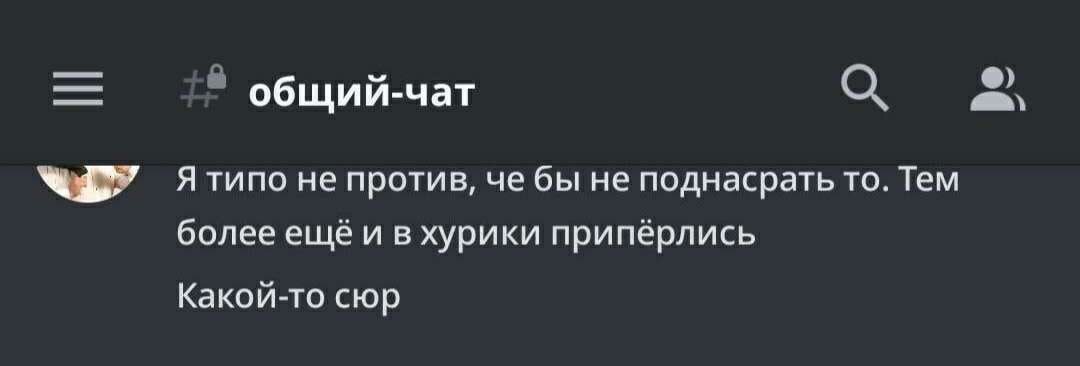 общий-чат
Я типо не против, че бы не поднасрать то. Тем
более ещё и в хурики припёрлись
Какой-то сюр